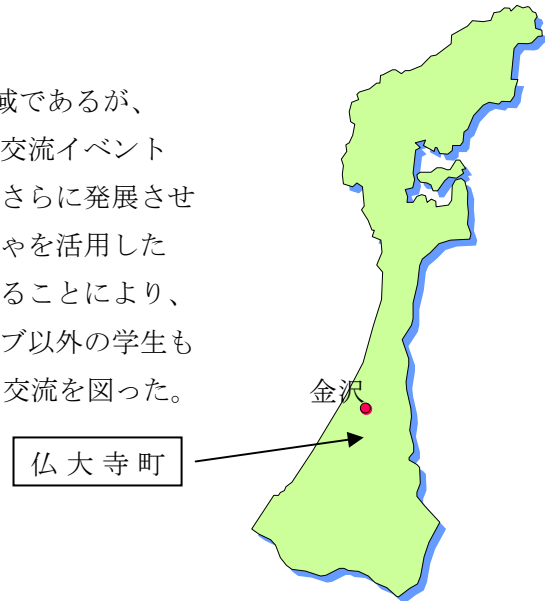 域であるが、
交流イベント
さらに発展させ
ゃを活用した
ることにより、
ブ以外の学生も
交流を図った。
金沢
仏大寺町